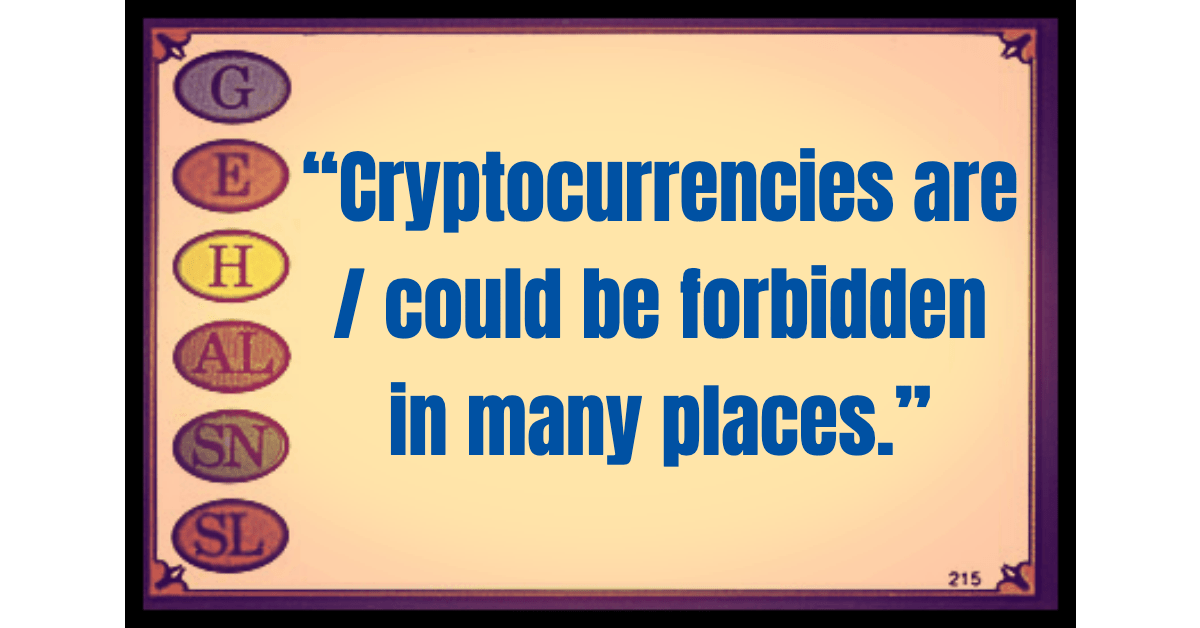 G
E
H
AL
SN
SL
“Cryptocurrencies are
/ could be forbidden
in many places.”
215